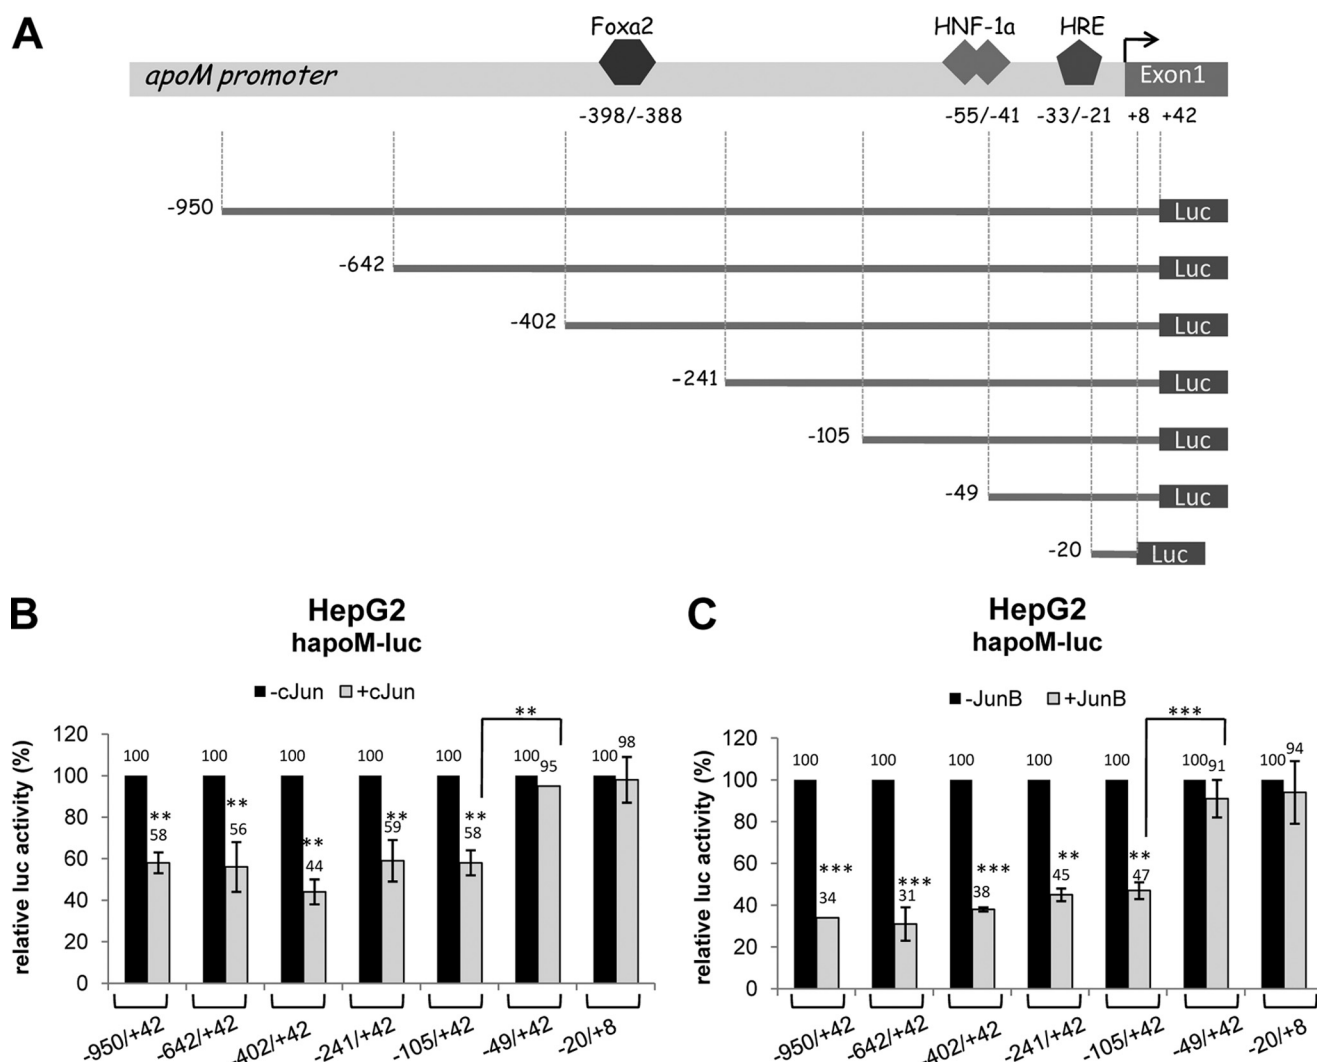 A
Foxa2 HNF-1a HRE
apoM promoter Exon1
-398/-388 -55/-41 -33/-21 +8 +42
-950 Luc
-642 Luc
-402 Luc
-241 Luc
-105 Luc
-49 Luc
-20 Luc
B
HepG2
hapoM-luc
-cJun +cJun
**
relative luc activity (%)
120
100
80
60
40
20
0
100 100 100 100 100 100 100
** ** ** ** **
58 56 44 59 58 95 98
-950/+42 -642/+42 -402/+42 -241/+42 -105/+42 -49/+42 -20/+8
C
HepG2
hapoM-luc
-JunB +JunB
***
relative luc activity (%)
120
100
80
60
40
20
0
100 100 100 100 100 100 100
*** *** *** ** **
34 31 38 45 47 91 94
-950/+42 -642/+42 -402/+42 -241/+42 -105/+42 -49/+42 -20/+8